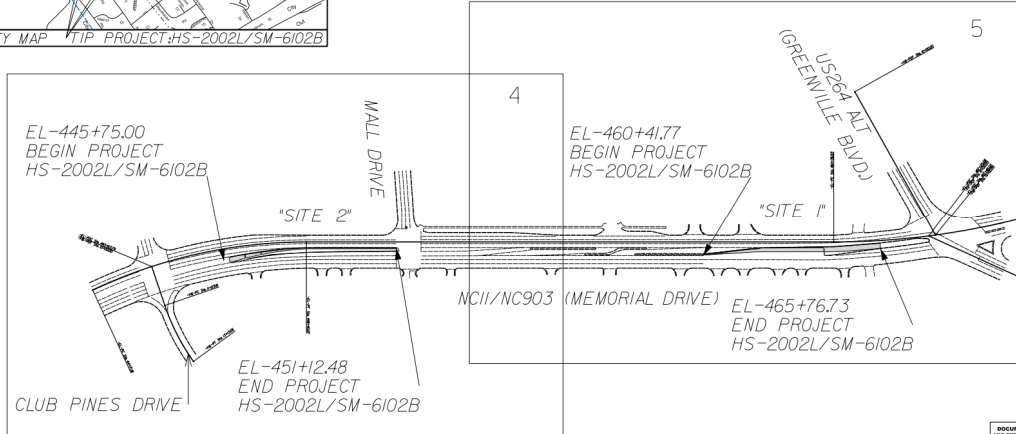 City
Out
TY MAP TIP PROJECT:HS-2002L/SM-6102B
5
4
US264 ALT
(GREENVILLE BLVD.)
MALL DRIVE
EL-445+75.00
BEGIN PROJECT
HS-2002L/SM-6102B
EL-460+41.77
BEGIN PROJECT
HS-2002L/SM-6102B
"SITE 2"
"SITE 1"
NC11/NC903 (MEMORIAL DRIVE)
EL-465+76.73
END PROJECT
HS-2002L/SM-6102B
EL-451+12.48
END PROJECT
HS-2002L/SM-6102B
CLUB PINES DRIVE